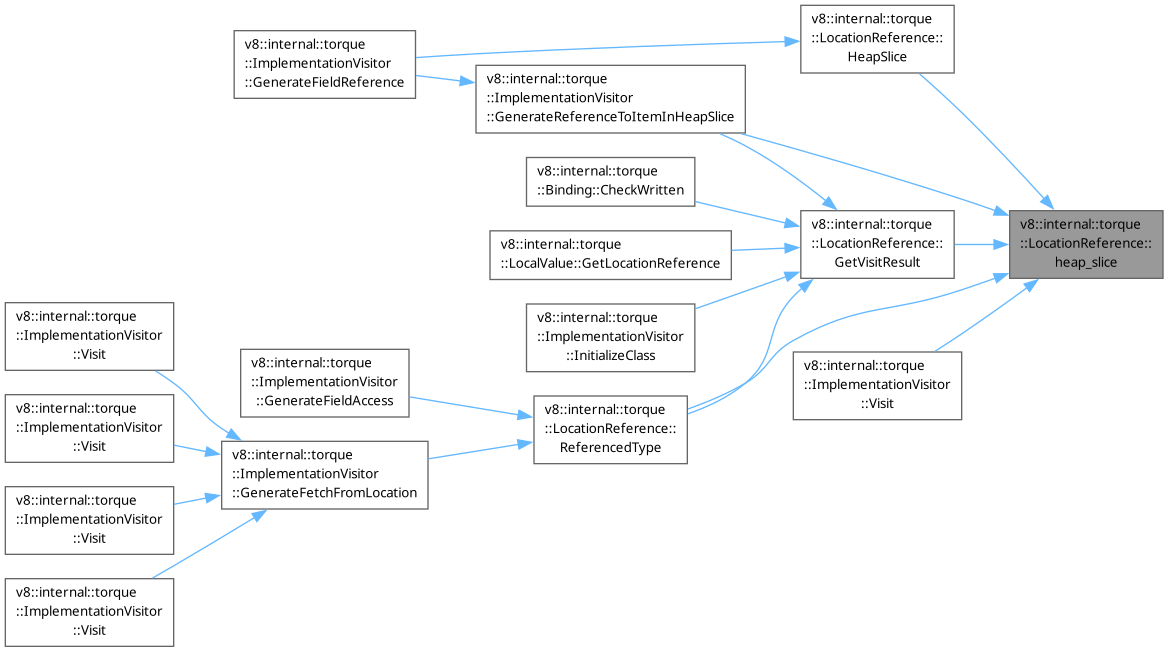 v8::internal::torque
::LocationReference::
HeapSlice
v8::internal::torque
::ImplementationVisitor
::GenerateFieldReference
v8::internal::torque
::ImplementationVisitor
::GenerateReferenceToItemInHeapSlice
v8::internal::torque
::Binding::CheckWritten
v8::internal::torque
::LocationReference::
GetVisitResult
v8::internal::torque
::LocationReference::
heap_slice
v8::internal::torque
::LocalValue::GetLocationReference
v8::internal::torque
::ImplementationVisitor
::InitializeClass
v8::internal::torque
::ImplementationVisitor
::Visit
v8::internal::torque
::ImplementationVisitor
::GenerateFieldAccess
v8::internal::torque
::ImplementationVisitor
::Visit
v8::internal::torque
::ImplementationVisitor
::Visit
v8::internal::torque
::LocationReference::
ReferencedType
v8::internal::torque
::ImplementationVisitor
::GenerateFetchFromLocation
v8::internal::torque
::ImplementationVisitor
::Visit
v8::internal::torque
::ImplementationVisitor
::Visit